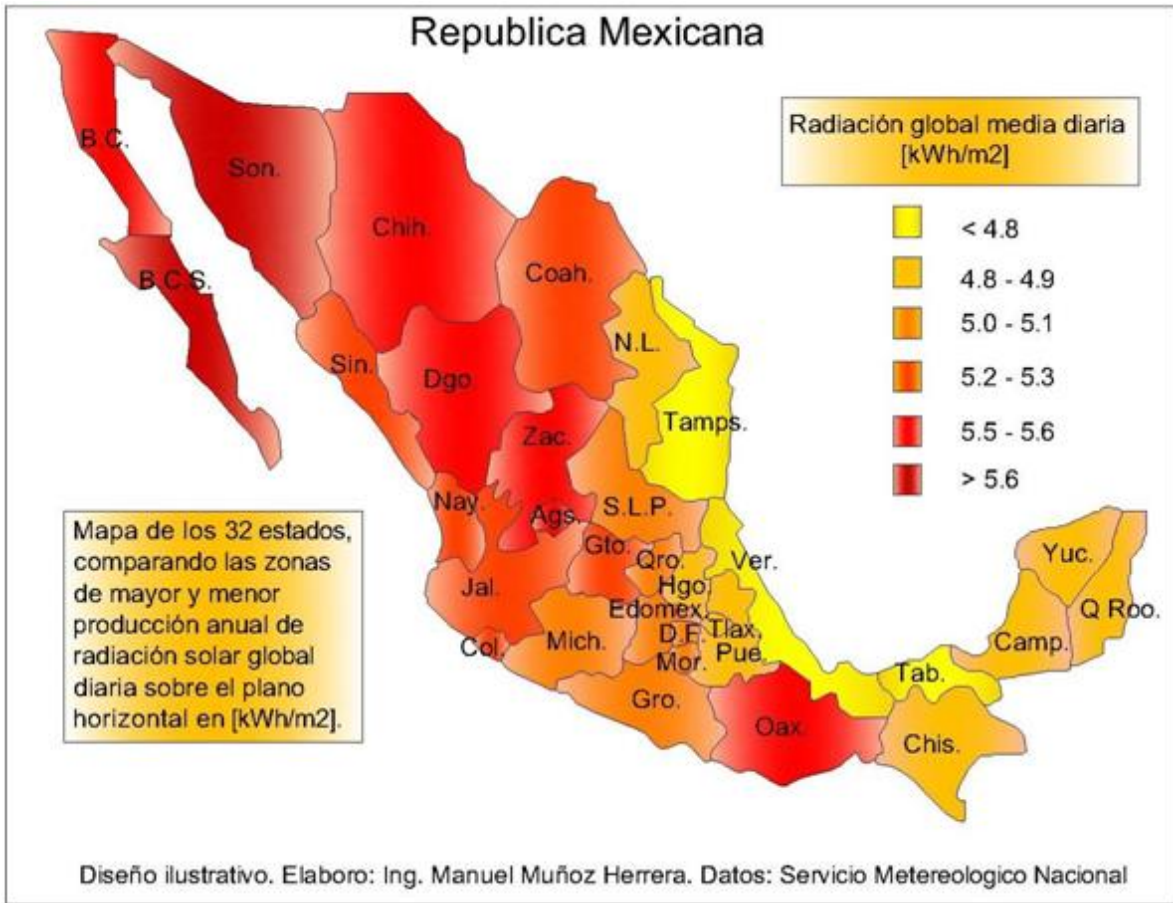 Republica Mexicana
Radiación global media diaria
[kWh/m2]
< 4.8
4.8 - 4.9
5.0 - 5.1
5.2 - 5.3
5.5 - 5.6
> 5.6
B.C.
Son.
Chih.
B.C.S.
Coah.
Sin.
N.L.
Dgo.
Tamps.
Zac.
Nay.
Ags.
S.L.P.
Gto.
Qro.
Ver.
Yuc.
Jal.
Hgo.
Q Roo.
Edomex.
D.F.
Tlax.
Col.
Mich.
Mor.
Pue.
Camp.
Tab.
Gro.
Oax.
Chis.
Mapa de los 32 estados,
comparando las zonas
de mayor y menor
producción anual de
radiación solar global
diaria sobre el plano
horizontal en [kWh/m2].
Diseño ilustrativo. Elaboro: Ing. Manuel Muñoz Herrera. Datos: Servicio Metereologico Nacional